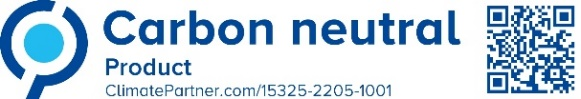 Carbon neutral
Product
ClimatePartner.com/15325-2205-1001